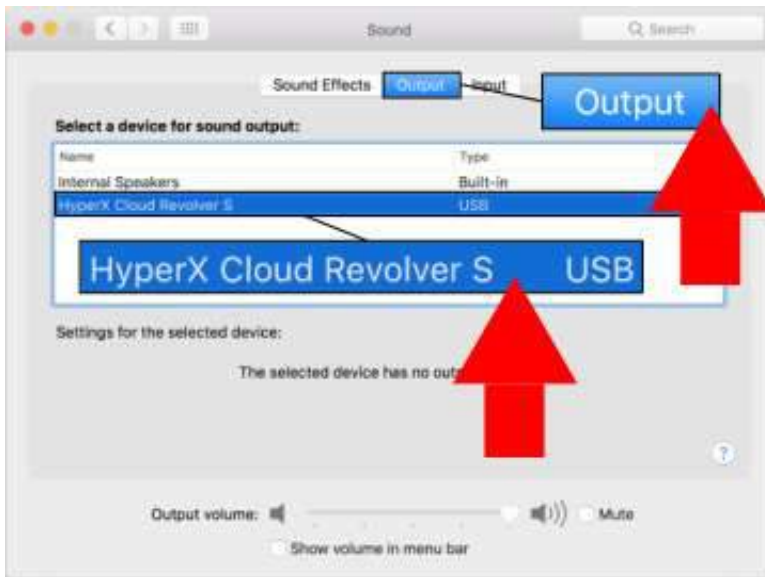 Sound
Search
Sound Effects
Output
Input
Output
Select a device for sound output:
Name Type
Internal Speakers Built-in
HyperX Cloud Revolver S USB
HyperX Cloud Revolver S USB
Settings for the selected device:
The selected device has no
?
Output volume: Mute
Show volume in menu bar